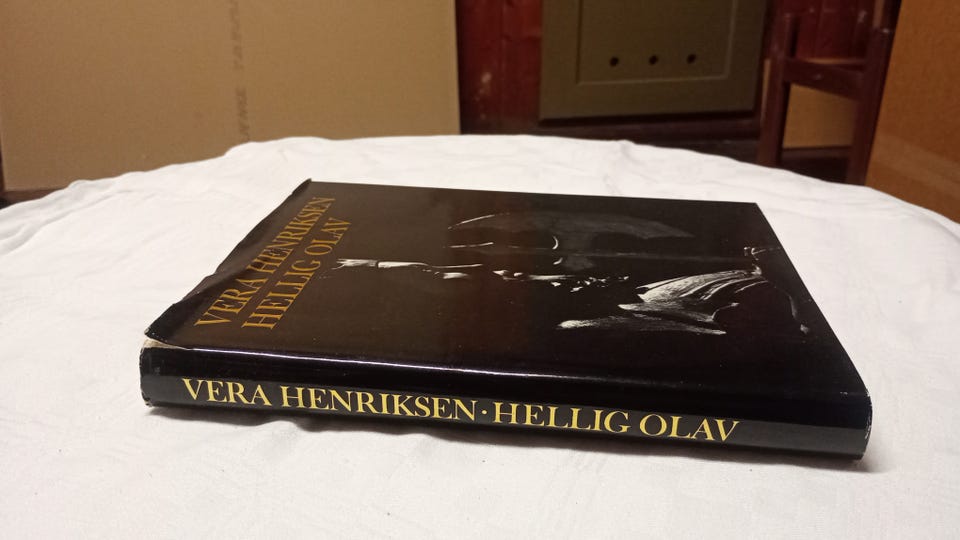 VERA HENRIKSEN
HELLIG OLAV
VERA HENRIKSEN · HELLIG OLAV